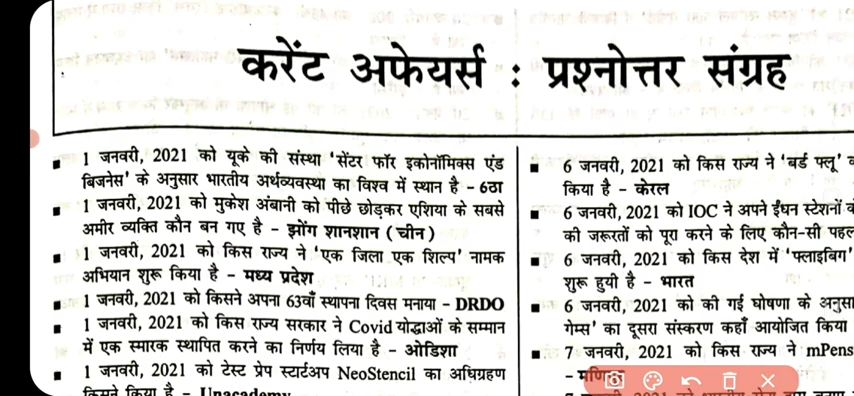 करेंट अफेयर्स : प्रश्नोत्तर संग्रह
■ 1 जनवरी, 2021 को यूके की संस्था 'सेंटर फॉर इकोनॉमिक्स एंड
बिजनेस' के अनुसार भारतीय अर्थव्यवस्था का विश्व में स्थान है - 6ठा
■ 1 जनवरी, 2021 को मुकेश अंबानी को पीछे छोड़कर एशिया के सबसे
अमीर व्यक्ति कौन बन गए है - झोंग शानशान (चीन)
■ 1 जनवरी, 2021 को किस राज्य ने 'एक जिला एक शिल्प' नामक
अभियान शुरू किया है - मध्य प्रदेश
■ 1 जनवरी, 2021 को किसने अपना 63वाँ स्थापना दिवस मनाया - DRDO
■ 1 जनवरी, 2021 को किस राज्य सरकार ने Covid योद्धाओं के सम्मान
में एक स्मारक स्थापित करने का निर्णय लिया है - ओडिशा
■ 1 जनवरी, 2021 को टेस्ट प्रेप स्टार्टअप NeoStencil का अधिग्रहण
किसने किया है - Unacademy
■ 6 जनवरी, 2021 को किस राज्य ने 'बर्ड फ्लू'
किया है - केरल
■ 6 जनवरी, 2021 को IOC ने अपने ईंधन स्टेशनों
की जरूरतों को पूरा करने के लिए कौन-सी पहल
■ 6 जनवरी, 2021 को किस देश में 'फ्लाइबिग'
शुरू हुयी है - भारत
■ 6 जनवरी, 2021 को की गई घोषणा के
गेम्स' का दूसरा संस्करण कहाँ आयोजित किया
■ 7 जनवरी, 2021 को किस राज्य ने